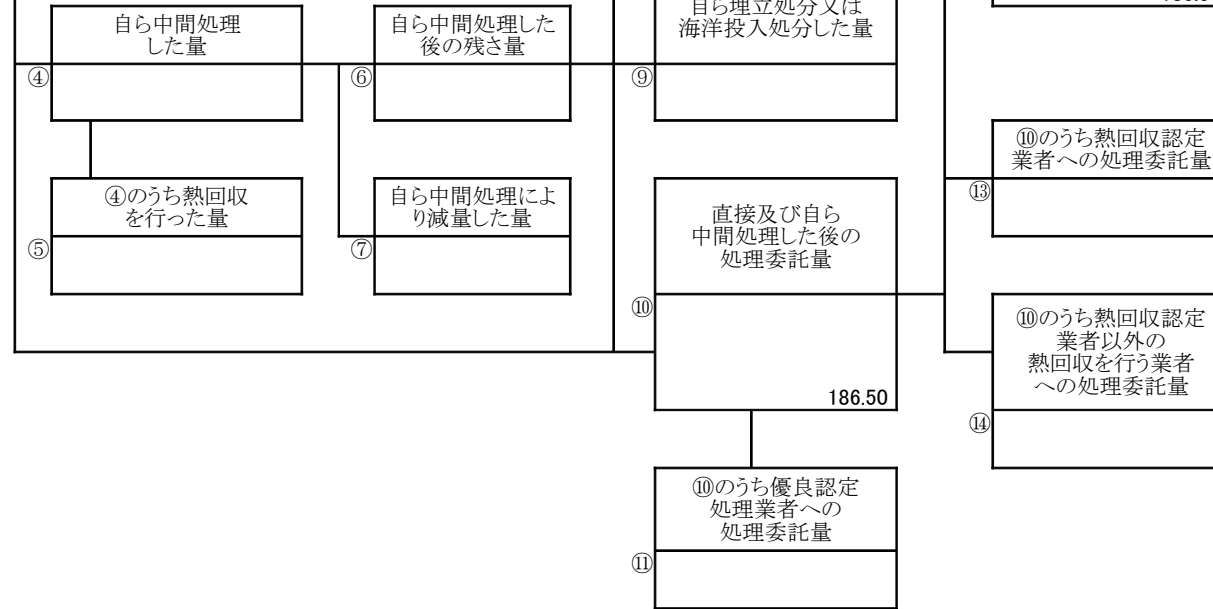 自ら中間処理
した量
④
自ら中間処理した
後の残さ量
⑥
自ら埋立処分又は
海洋投入処分した量
⑨
④のうち熱回収
を行った量
⑤
自ら中間処理によ
り減量した量
⑦
直接及び自ら
中間処理した後の
処理委託量
⑩
186.50
⑩のうち優良認定
処理業者への
処理委託量
⑪
⑩のうち熱回収認定
業者への処理委託量
⑬
⑩のうち熱回収認定
業者以外の
熱回収を行う業者
への処理委託量
⑭